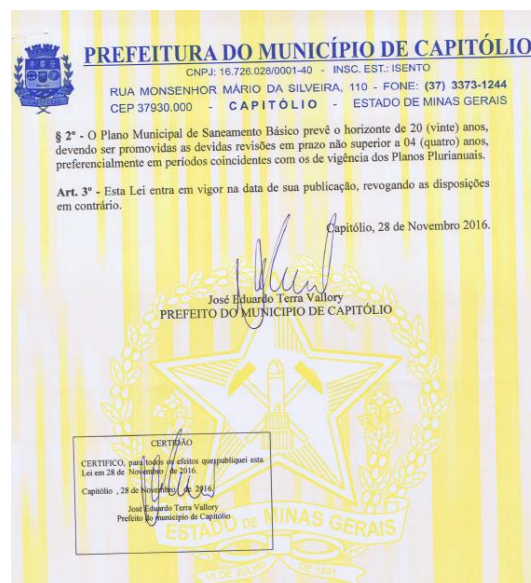 PREFEITURA DO MUNICÍPIO DE CAPITÓLIO
CNPJ: 16.726.028/0001-40 - INSC. EST.: ISENTO
RUA MONSENHOR MÁRIO DA SILVEIRA, 110 - FONE: (37) 3373-1244
CEP 37930.000 - CAPITÓLIO - ESTADO DE MINAS GERAIS
§ 2º - O Plano Municipal de Saneamento Básico prevê o horizonte de 20 (vinte) anos,
devendo ser promovidas as devidas revisões em prazo não superior a 04 (quatro) anos,
preferencialmente em períodos coincidentes com os de vigência dos Planos Plurianuais.
Art. 3º - Esta Lei entra em vigor na data de sua publicação, revogando as disposições
em contrário.
Capitólio, 28 de Novembro 2016.
José Eduardo Terra Vallory
PREFEITO DO MUNICIPIO DE CAPITÓLIO
CERTIDÃO
CERTIFICO, para todos os efeitos que publiquei esta
Lei em 28 de Novembro de 2016.
Capitólio , 28 de Novembro de 2016.
José Eduardo Terra Vallory
Prefeito do município de Capitólio
ESTADO DE MINAS GERAIS
15 DE
DE 1891